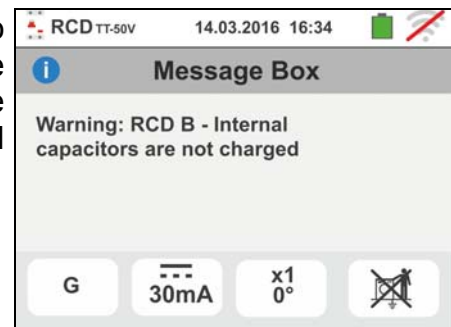 RCD TT-50V 14.03.2016 16:34
i Message Box
Warning: RCD B - Internal
capacitors are not charged
G 30mA x1
0°